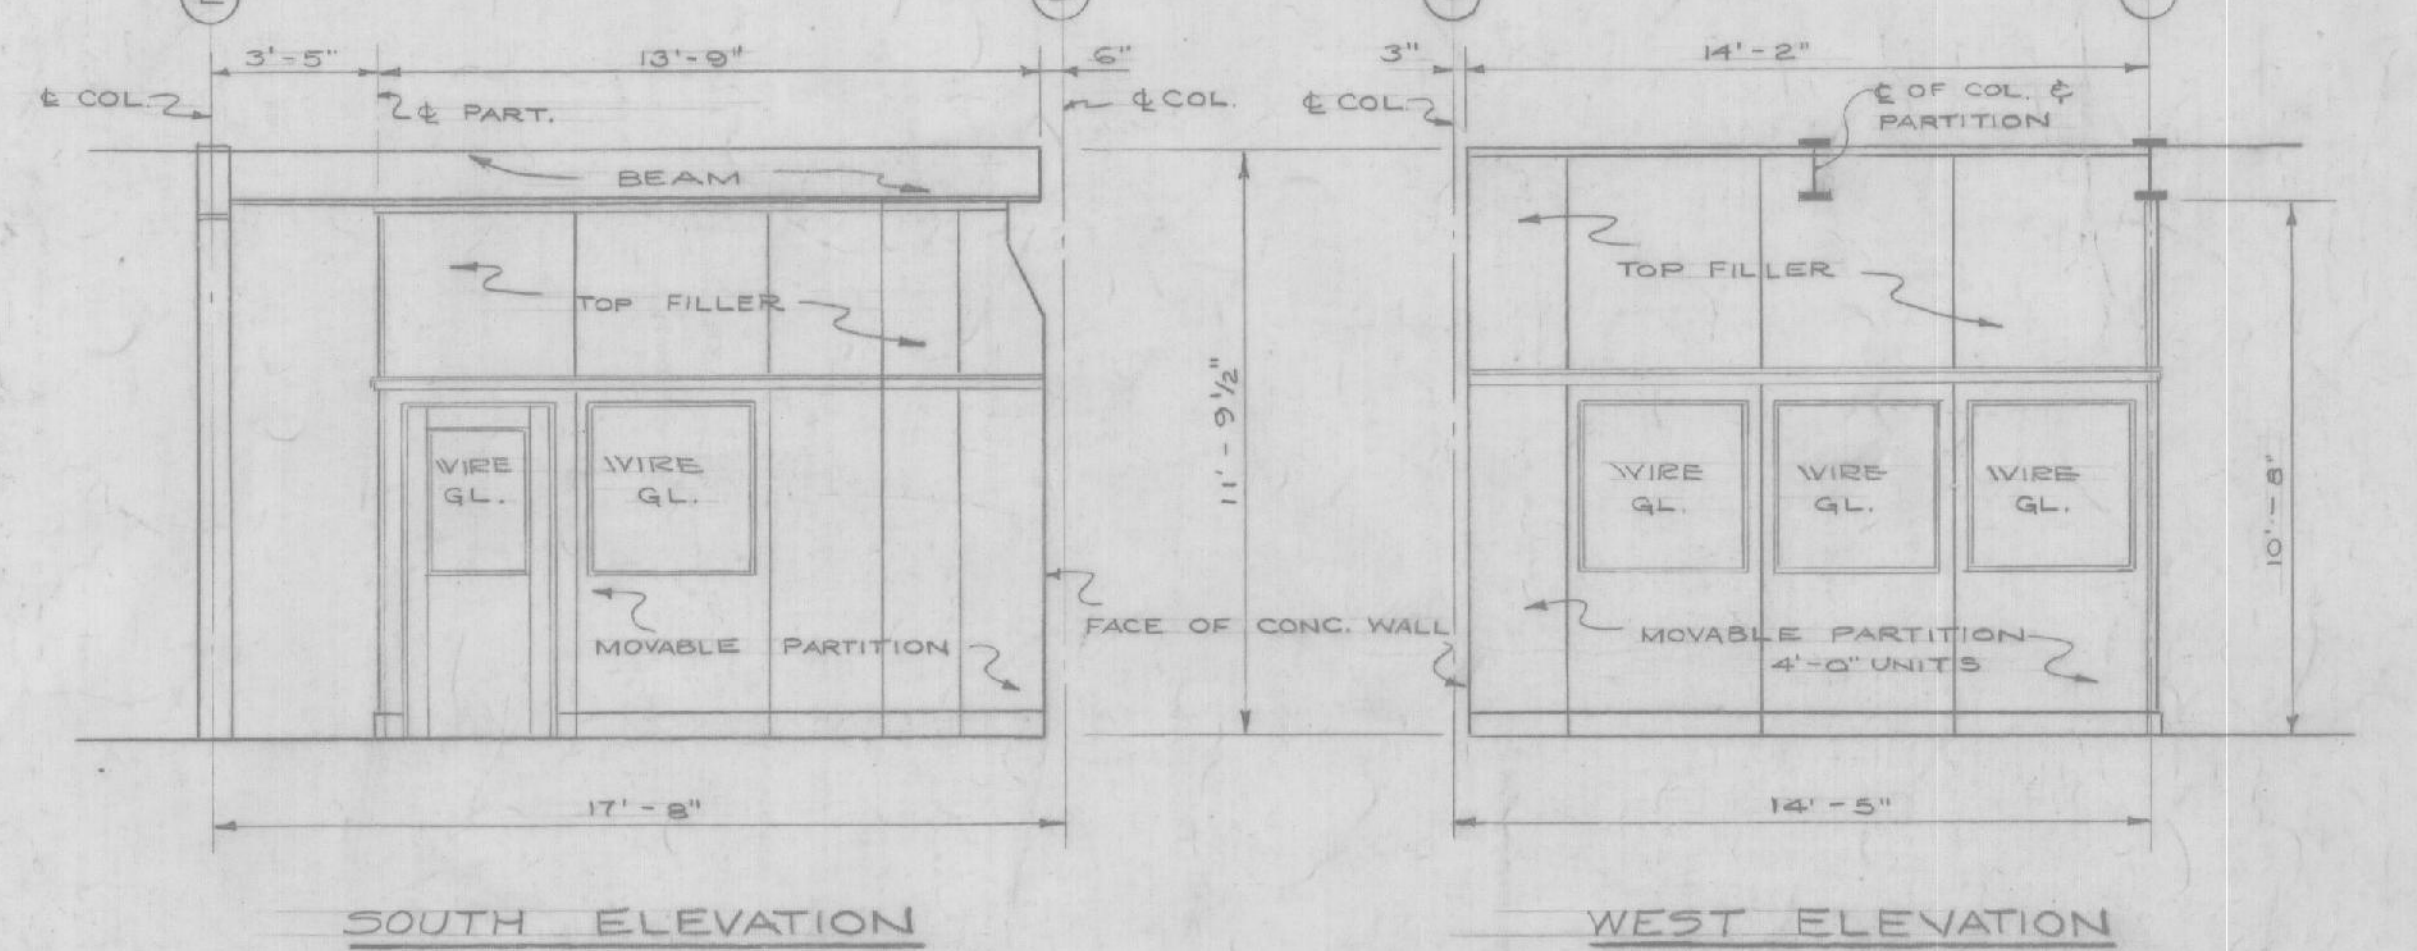 3'-5" 13'-9" 6" 3" 14'-2"
℄ COL. ℄ PART. ℄ COL. ℄ COL. ℄ OF COL. &
PARTITION
BEAM
TOP FILLER
TOP FILLER
11'-9½"
10'-8"
WIRE
GL.
WIRE
GL.
WIRE
GL.
WIRE
GL.
WIRE
GL.
MOVABLE PARTITION
FACE OF CONC. WALL
MOVABLE PARTITION
4'-0" UNITS
17'-8" 14'-5"
SOUTH ELEVATION WEST ELEVATION